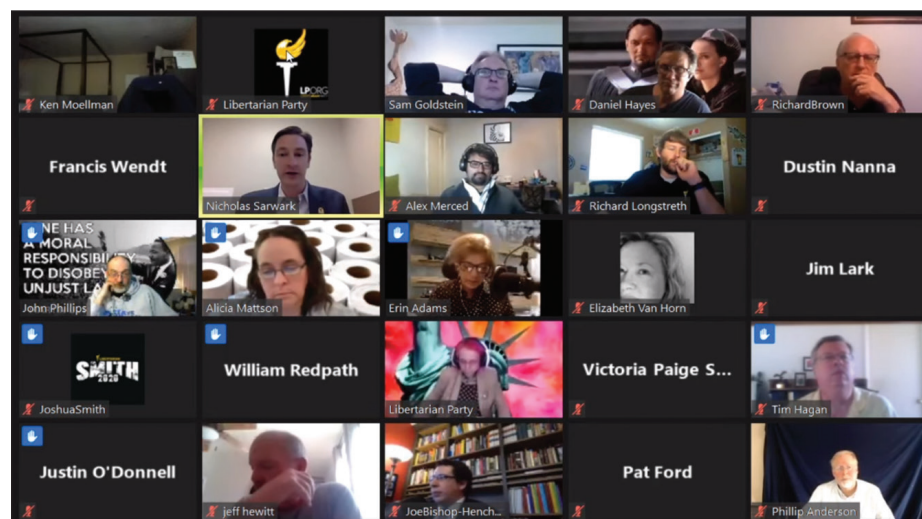 Ken Moellman
LP.ORG
Libertarian Party
Sam Goldstein
Daniel Hayes
RichardBrown
Francis Wendt
Nicholas Sarwark
Alex Merced
Richard Longstreth
Dustin Nanna
NE HAS
A MORAL
RESPONSIBILITY
TO DISOBEY
UNJUST LA
John Phillips
Alicia Mattson
Erin Adams
Elizabeth Van Horn
Jim Lark
SMITH
2020
JoshuaSmith
William Redpath
Libertarian Party
Victoria Paige S...
Tim Hagan
Justin O'Donnell
jeff hewitt
JoeBishop-Hench...
Pat Ford
Phillip Anderson